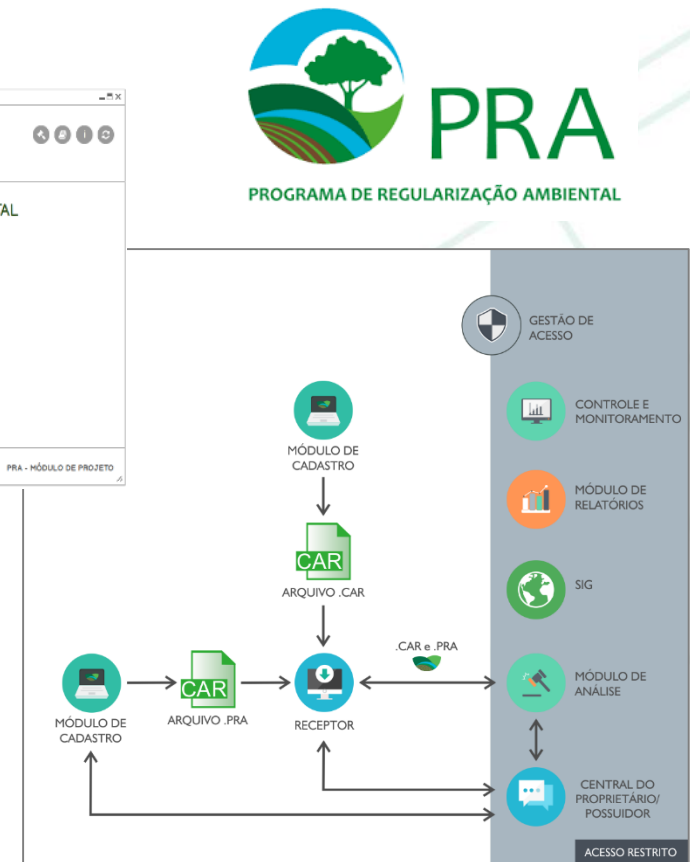 PRA
PROGRAMA DE REGULARIZAÇÃO AMBIENTAL
TAL
PRA - MÓDULO DE PROJETO
GESTÃO DE
ACESSO
CONTROLE E
MONITORAMENTO
MÓDULO DE
CADASTRO
MÓDULO DE
RELATÓRIOS
CAR
ARQUIVO .CAR
SIG
.CAR e .PRA
CAR
MÓDULO DE
CADASTRO
ARQUIVO .PRA
RECEPTOR
MÓDULO DE
ANÁLISE
CENTRAL DO
PROPRIETÁRIO/
POSSUIDOR
ACESSO RESTRITO